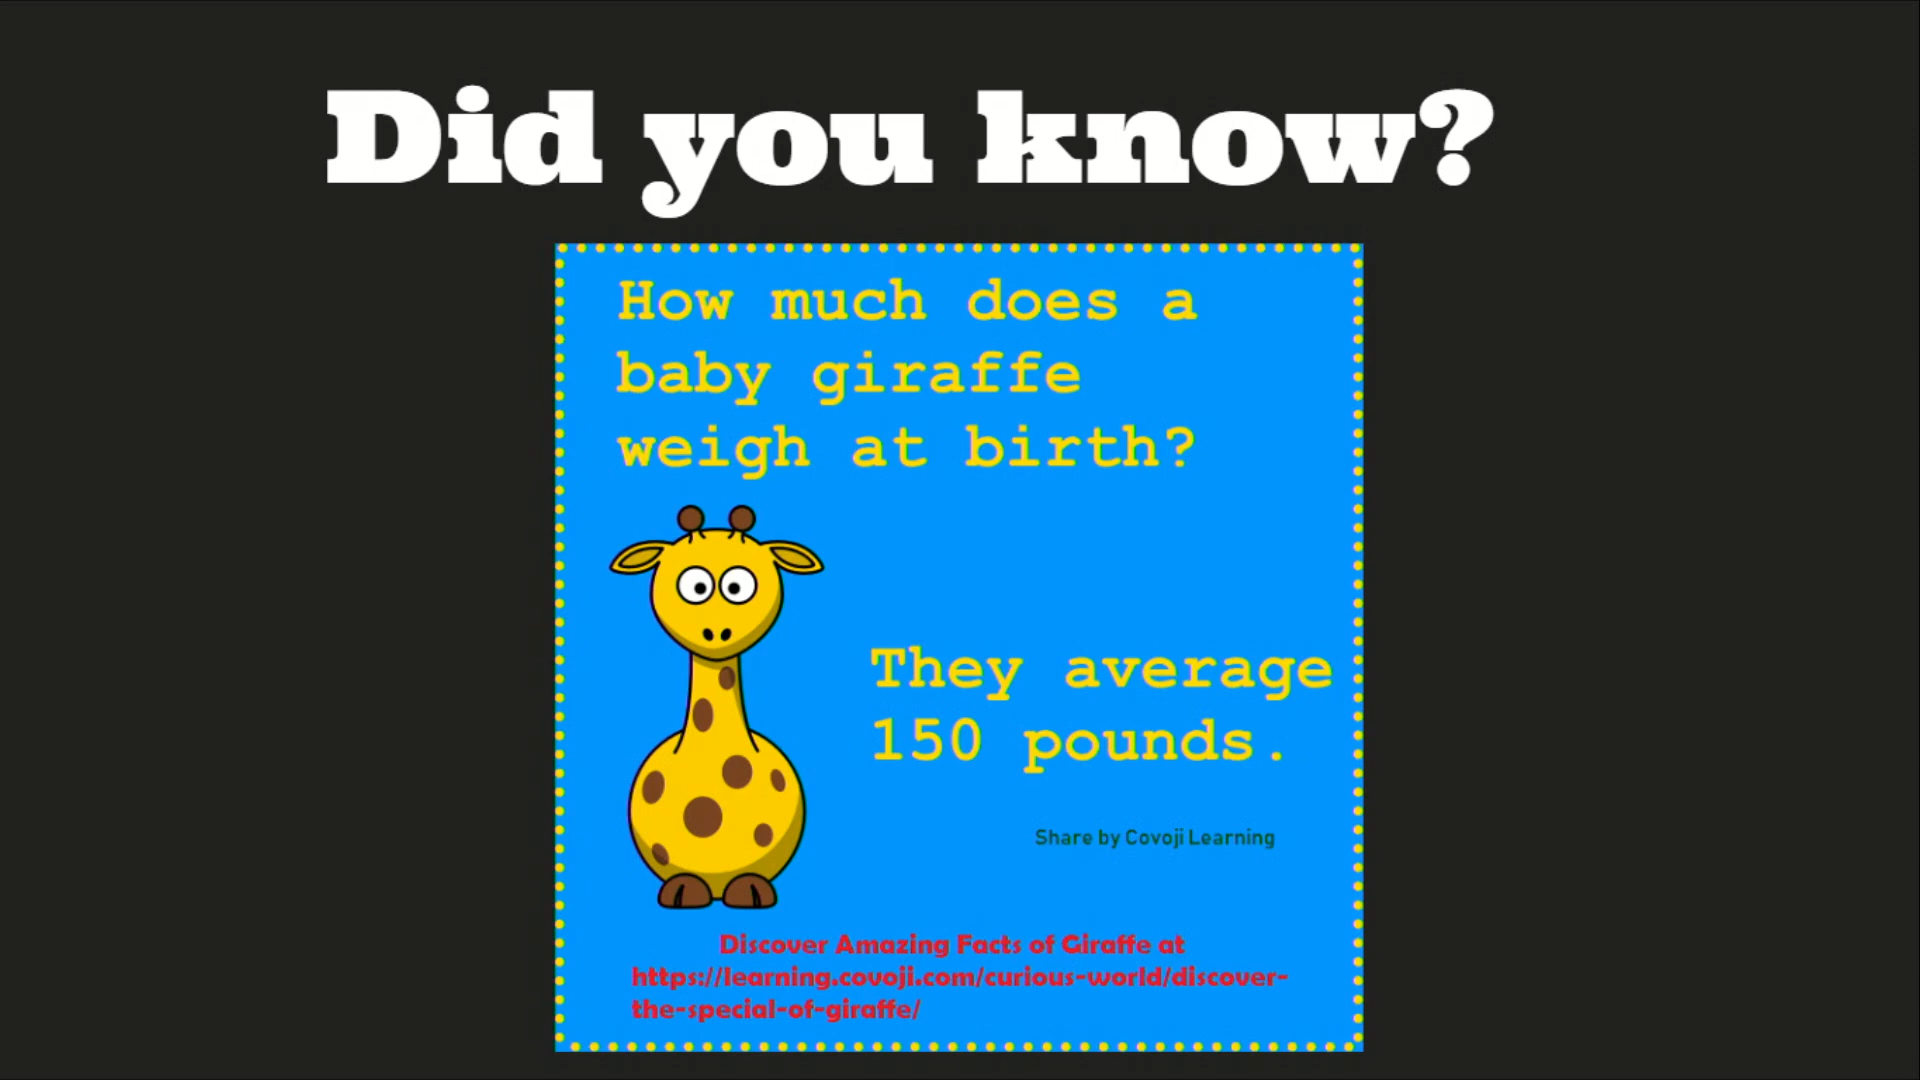 Did you know?
How much does a
baby giraffe
weigh at birth?
They average
150 pounds.
Share by Covoji Learning
Discover Amazing Facts of Giraffe at
https://learning.covoji.com/curious-world/discover-
the-special-of-giraffe/